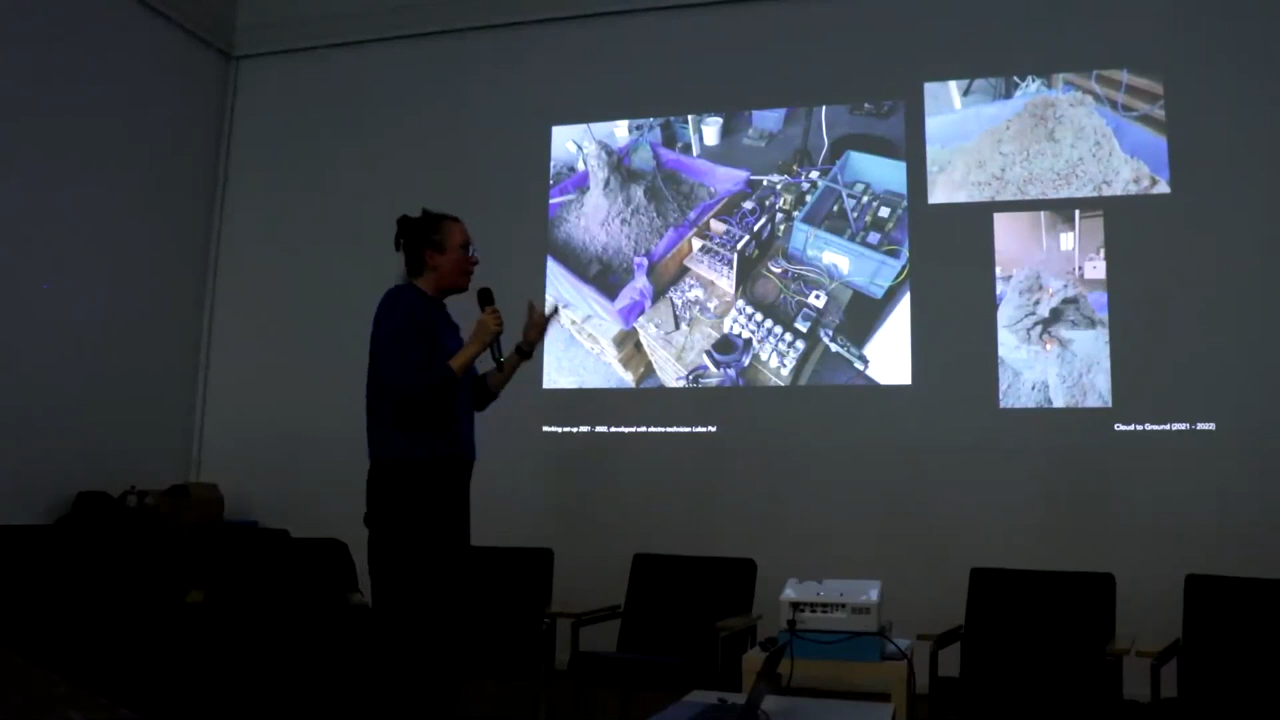 Working set-up 2021 - 2022, developed with electro technician Lukas Pol
Cloud to Ground (2021 - 2022)